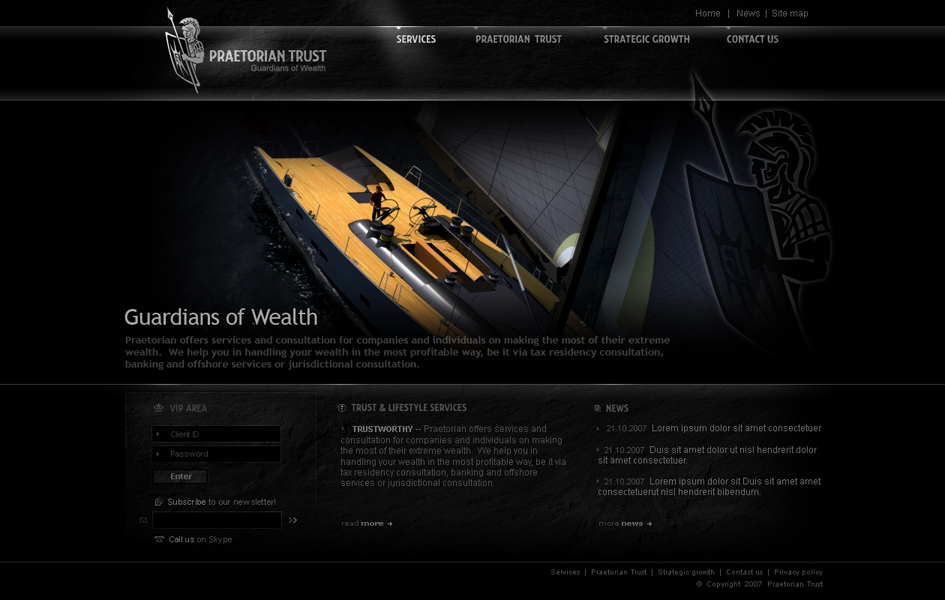 Home | News | Site map
SERVICES PRAETORIAN TRUST STRATEGIC GROWTH CONTACT US
PRAETORIAN TRUST
Guardians of Wealth
Guardians of Wealth
Praetorian offers services and consultation for companies and individuals on making the most of their extreme
wealth. We help you in handling your wealth in the most profitable way, be it via tax residency consultation,
banking and offshore services or jurisdictional consultation.
VIP AREA
Client ID
Password
Enter
Subscribe to our newsletter!
Call us on Skype
TRUST & LIFESTYLE SERVICES
TRUSTWORTHY – Praetorian offers services and
consultation for companies and individuals on making
the most of their extreme wealth. We help you in
handling your wealth in the most profitable way, be it via
tax residency consultation, banking and offshore
services or jurisdictional consultation.
read more
NEWS
21.10.2007 Lorem ipsum dolor sit amet consectetuer
21.10.2007 Duis sit amet dolor ut nisl hendrerit dolor
sit amet consectetuer.
21.10.2007 Lorem ipsum dolor sit Duis sit amet amet
consectetuerut nisl hendrerit bibendum.
more news
Services | Praetorian Trust | Strategic growth | Contact us | Privacy policy
© Copyright 2007 Praetorian Trust